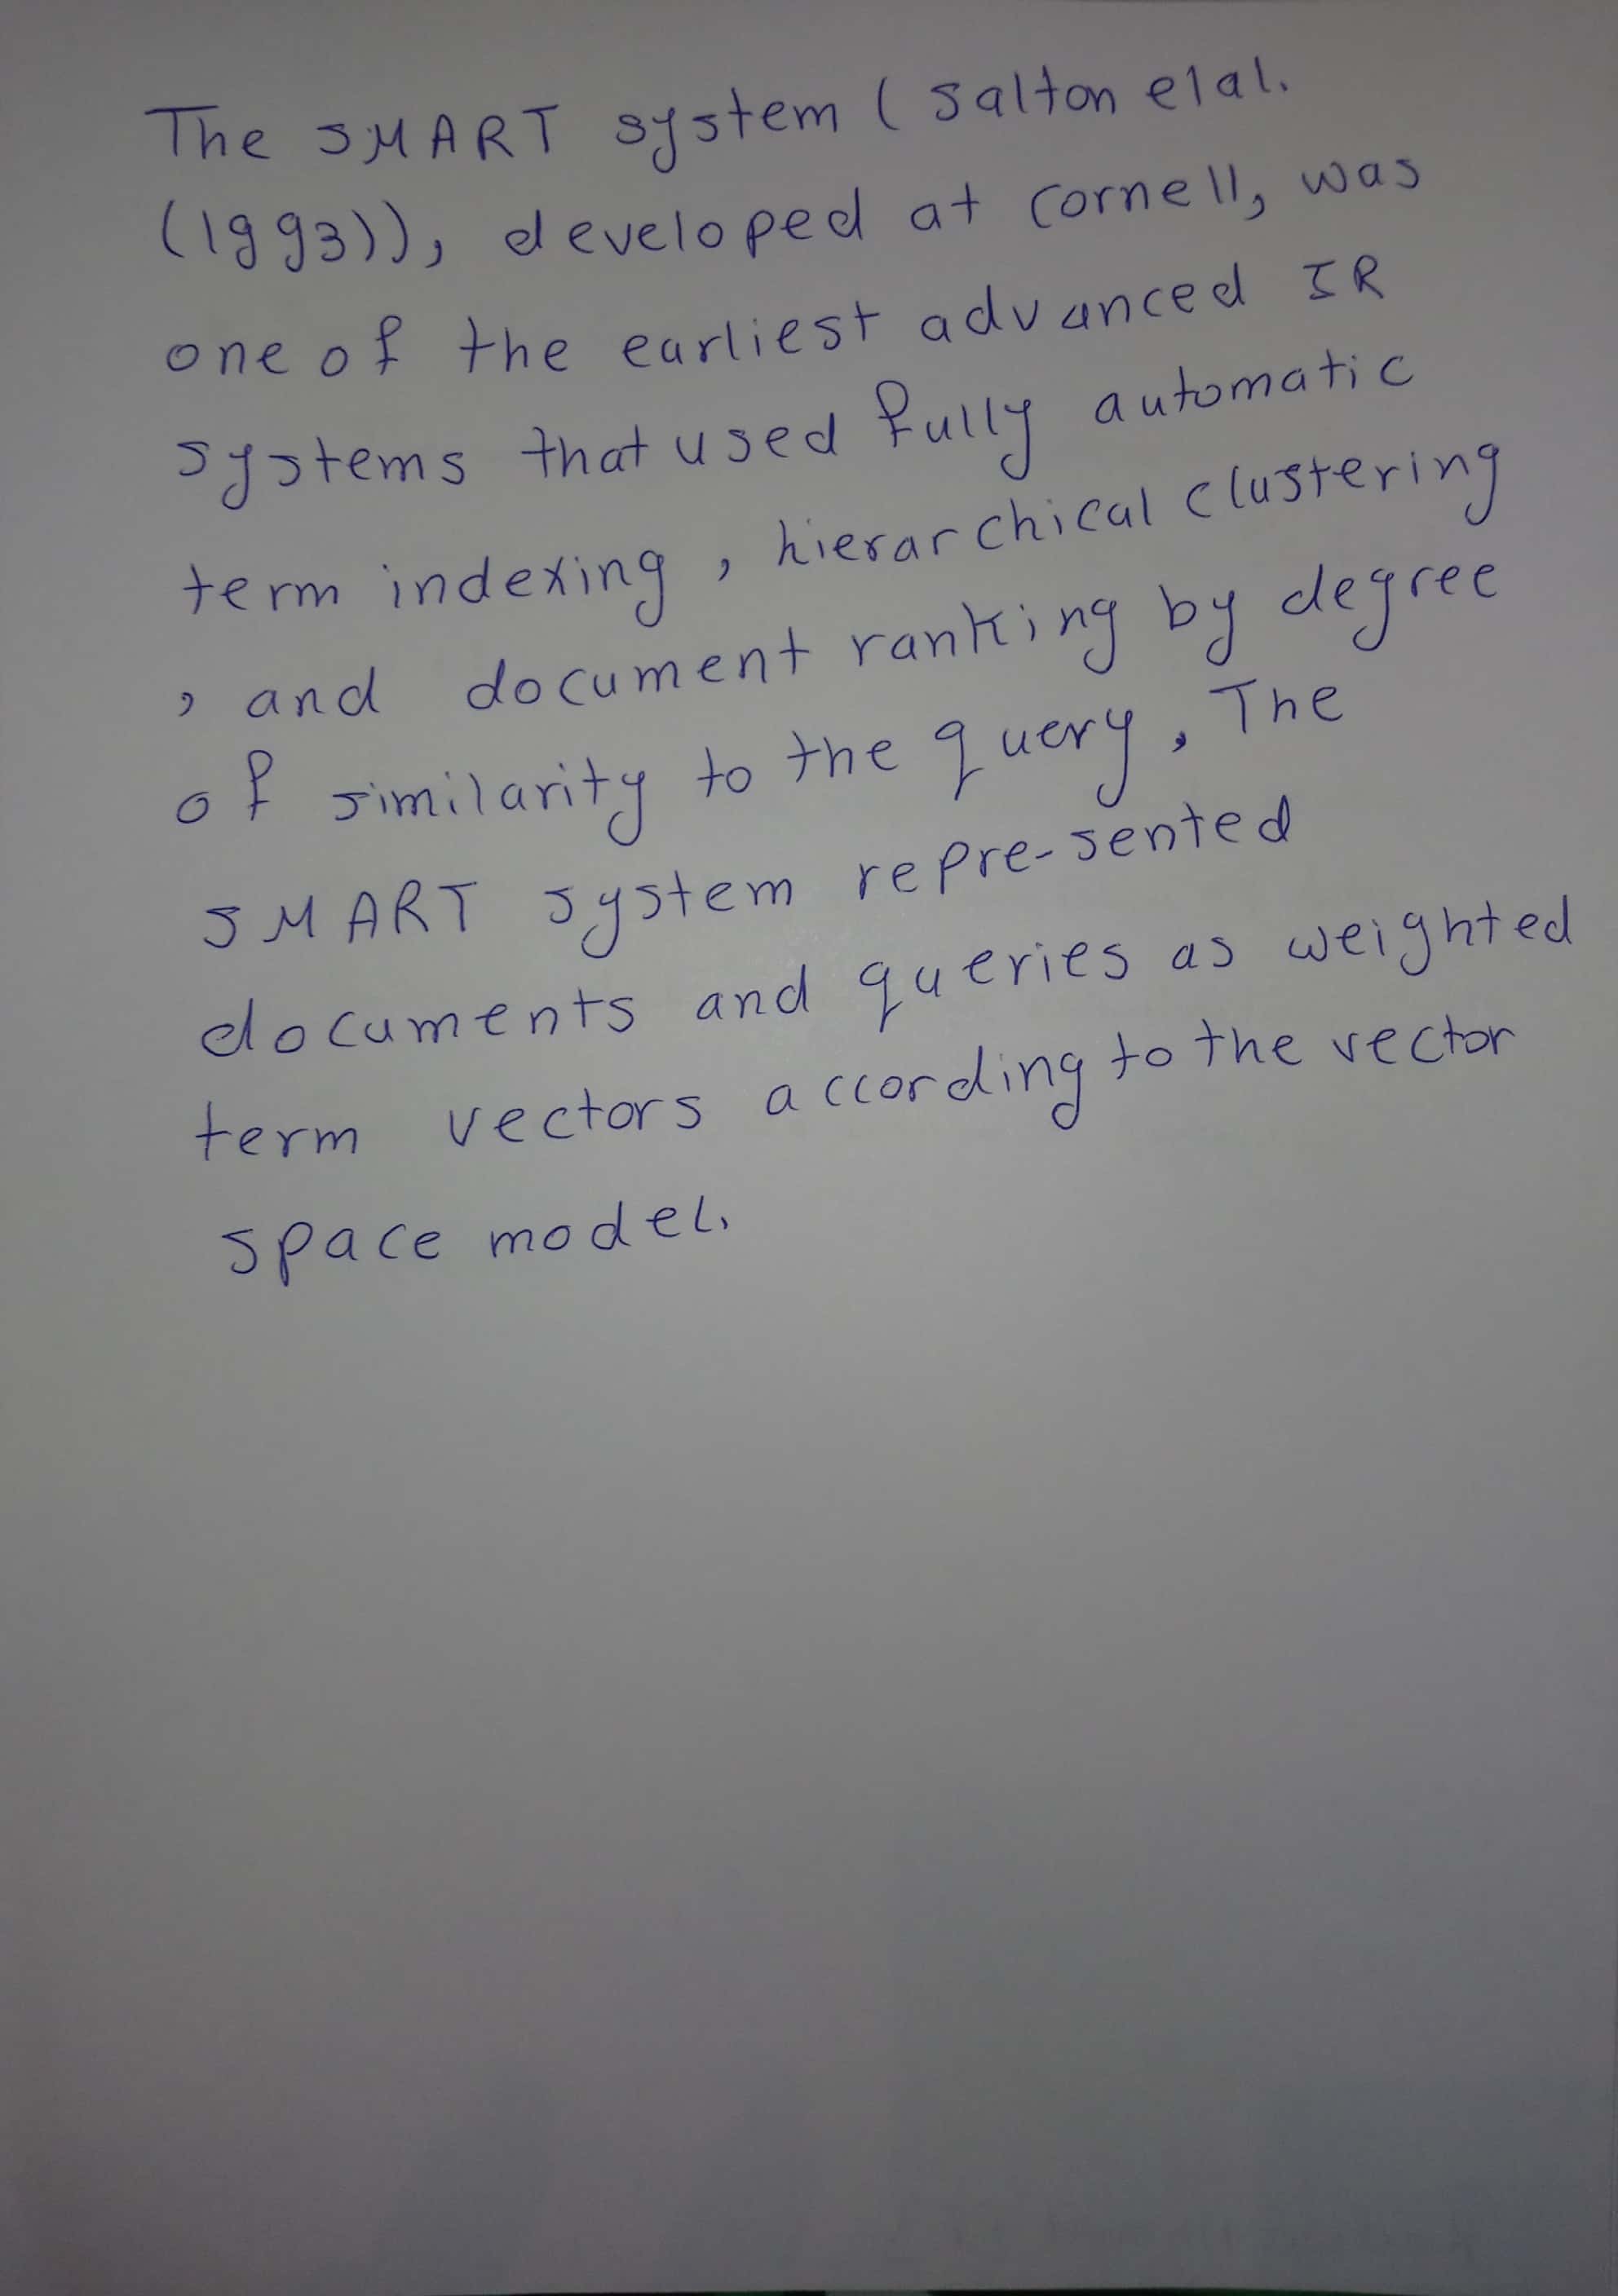 The SMART system ( Salton elal.
(1993)), developed at cornell, was
one of the earliest advanced IR
systems that used fully automatic
term indexing , hierarchical clustering
, and document ranking by degree
of similarity to the query , The
SMART system repre-sented
documents and queries as weighted
term vectors according to the vector
space model.